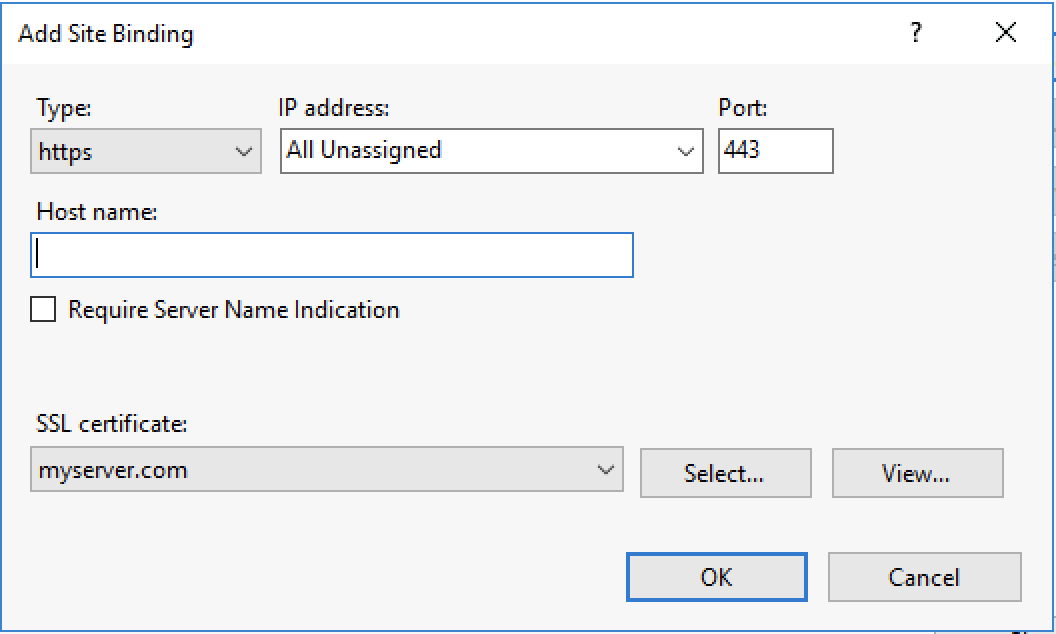 Add Site Binding ?
Type: IP address: Port:
https All Unassigned 443
Host name:
Require Server Name Indication
SSL certificate:
myserver.com Select... View...
OK Cancel